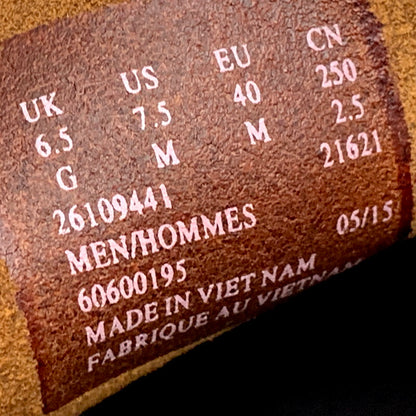 UK US EU CN
6.5 7.5 40 250
G M M 2.5
26109441 21621
MEN/HOMMES
60600195 05/15
MADE IN VIET NAM
FABRIQUE AU VIETNAM